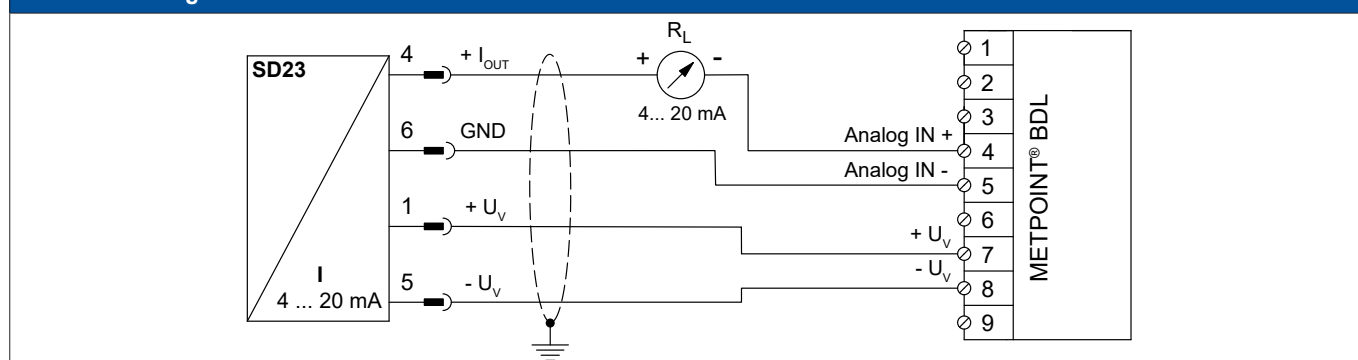 SD23
4
+ I_OUT
+
R_L
-
4... 20 mA
6
GND
1
+ U_V
5
- U_V
I
4 ... 20 mA
Analog IN +
Analog IN -
+ U_V
- U_V
1
2
3
4
5
6
7
8
9
METPOINT® BDL